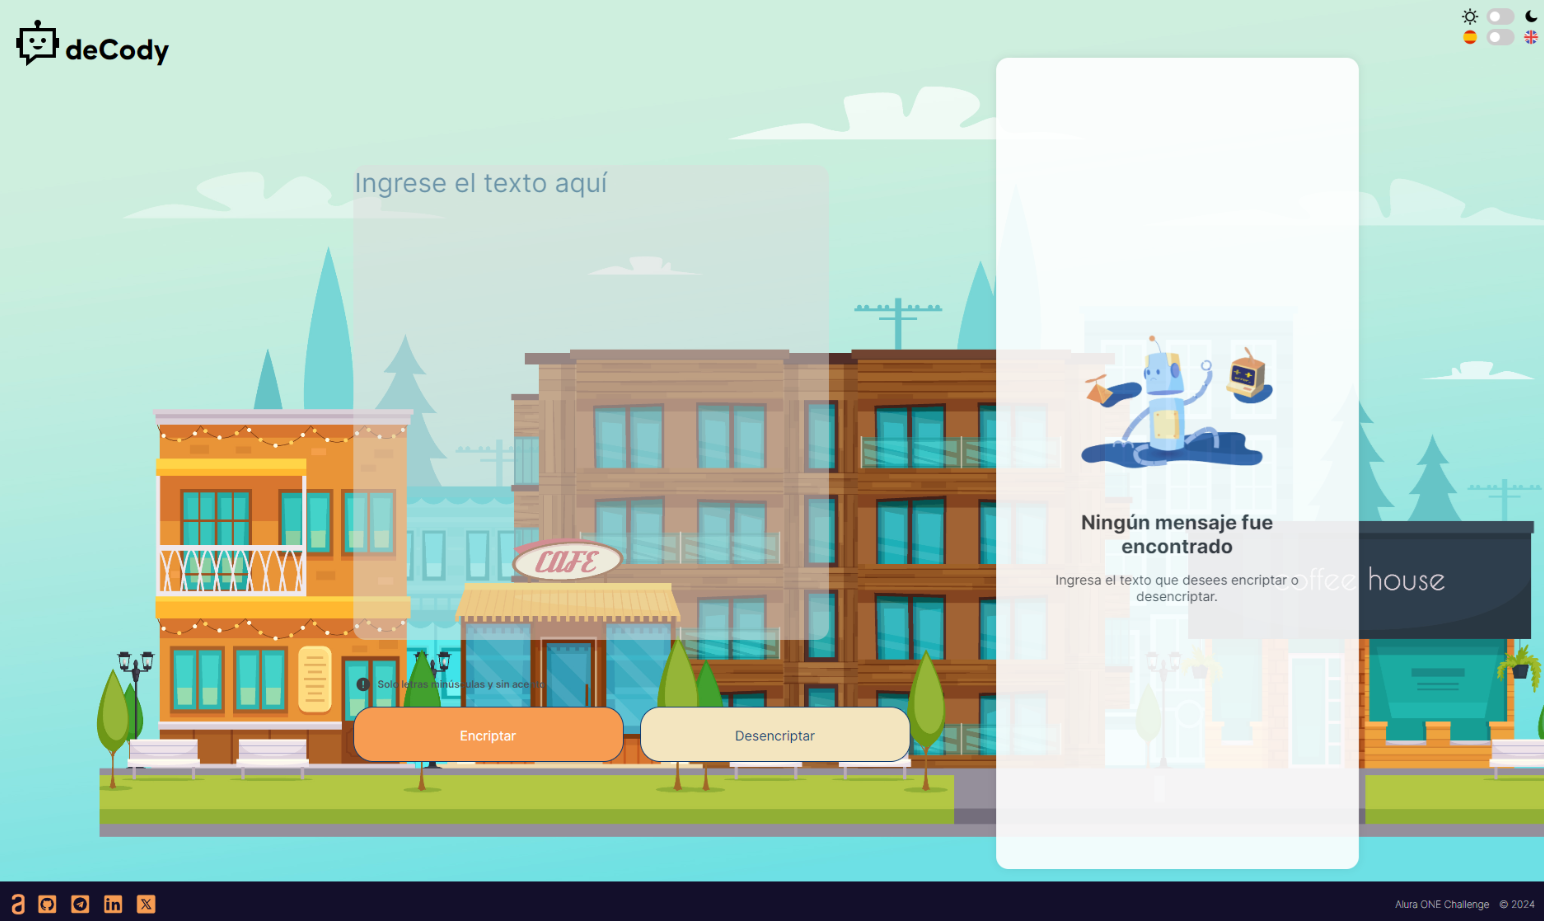 deCody
Ingrese el texto aquí
CAFE
Solo letras minúsculas y sin acentos
Encriptar
Desencriptar
Ningún mensaje fue
encontrado
Ingresa el texto que desees encriptar o
desencriptar.
coffee house
Alura ONE Challenge © 2024